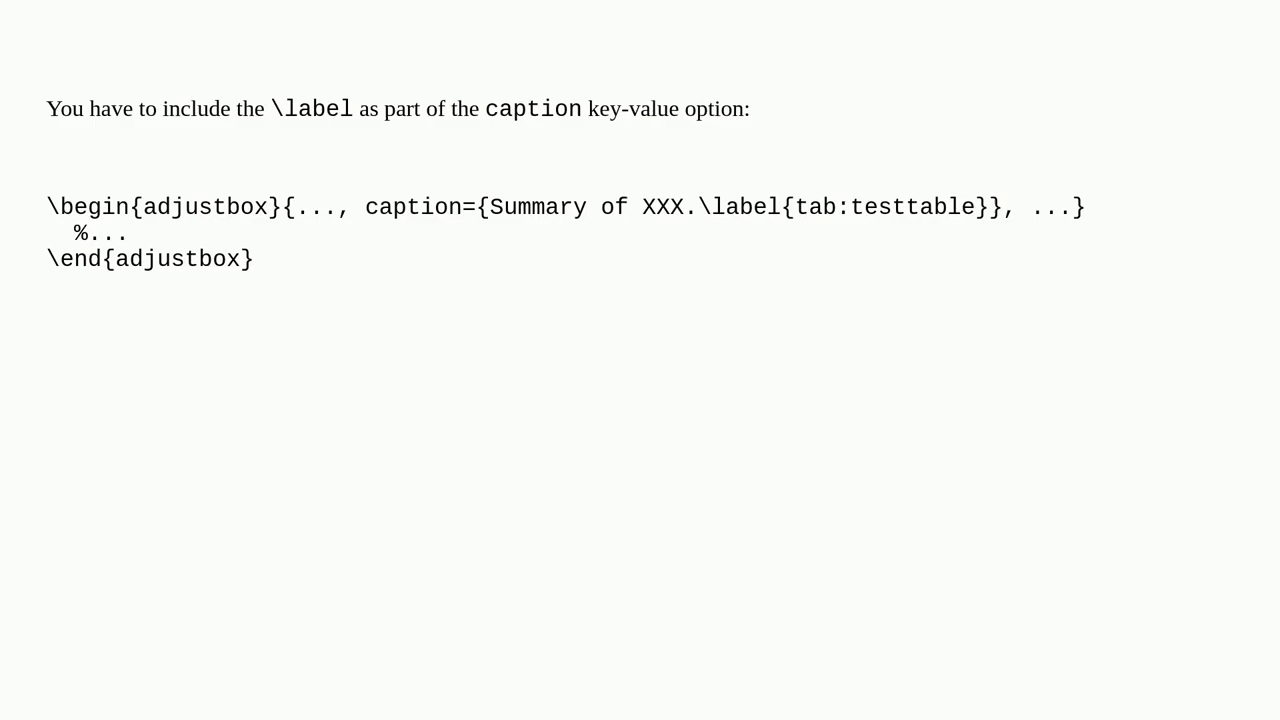 You have to include the \label as part of the caption key-value option:
\begin{adjustbox}{..., caption={Summary of XXX.\label{tab:testtable}}, ...}
  %...
\end{adjustbox}